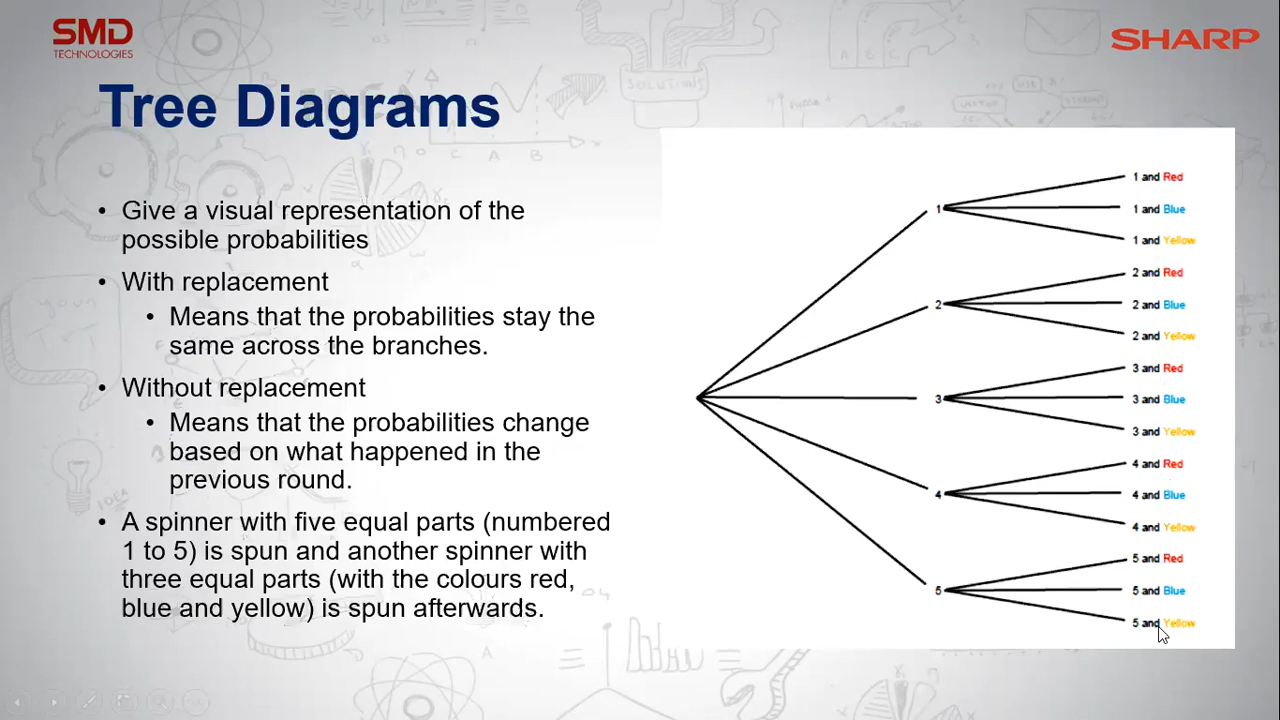 SMD
TECHNOLOGIES
SHARP
Tree Diagrams
• Give a visual representation of the
possible probabilities
• With replacement
• Means that the probabilities stay the
same across the branches.
• Without replacement
• Means that the probabilities change
based on what happened in the
previous round.
• A spinner with five equal parts (numbered
1 to 5) is spun and another spinner with
three equal parts (with the colours red,
blue and yellow) is spun afterwards.
1
1 and Red
1 and Blue
1 and Yellow
2
2 and Red
2 and Blue
2 and Yellow
3
3 and Red
3 and Blue
3 and Yellow
4
4 and Red
4 and Blue
4 and Yellow
5
5 and Red
5 and Blue
5 and Yellow
SOLUTIONS